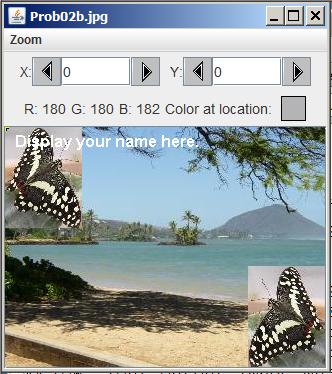 Prob02b.jpg
Zoom
X: 0 Y: 0
R: 180 G: 180 B: 182 Color at location:
Display your name here.